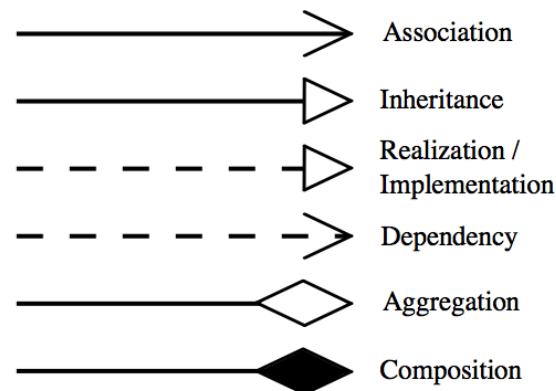 Association
Inheritance
Realization /
Implementation
Dependency
Aggregation
Composition